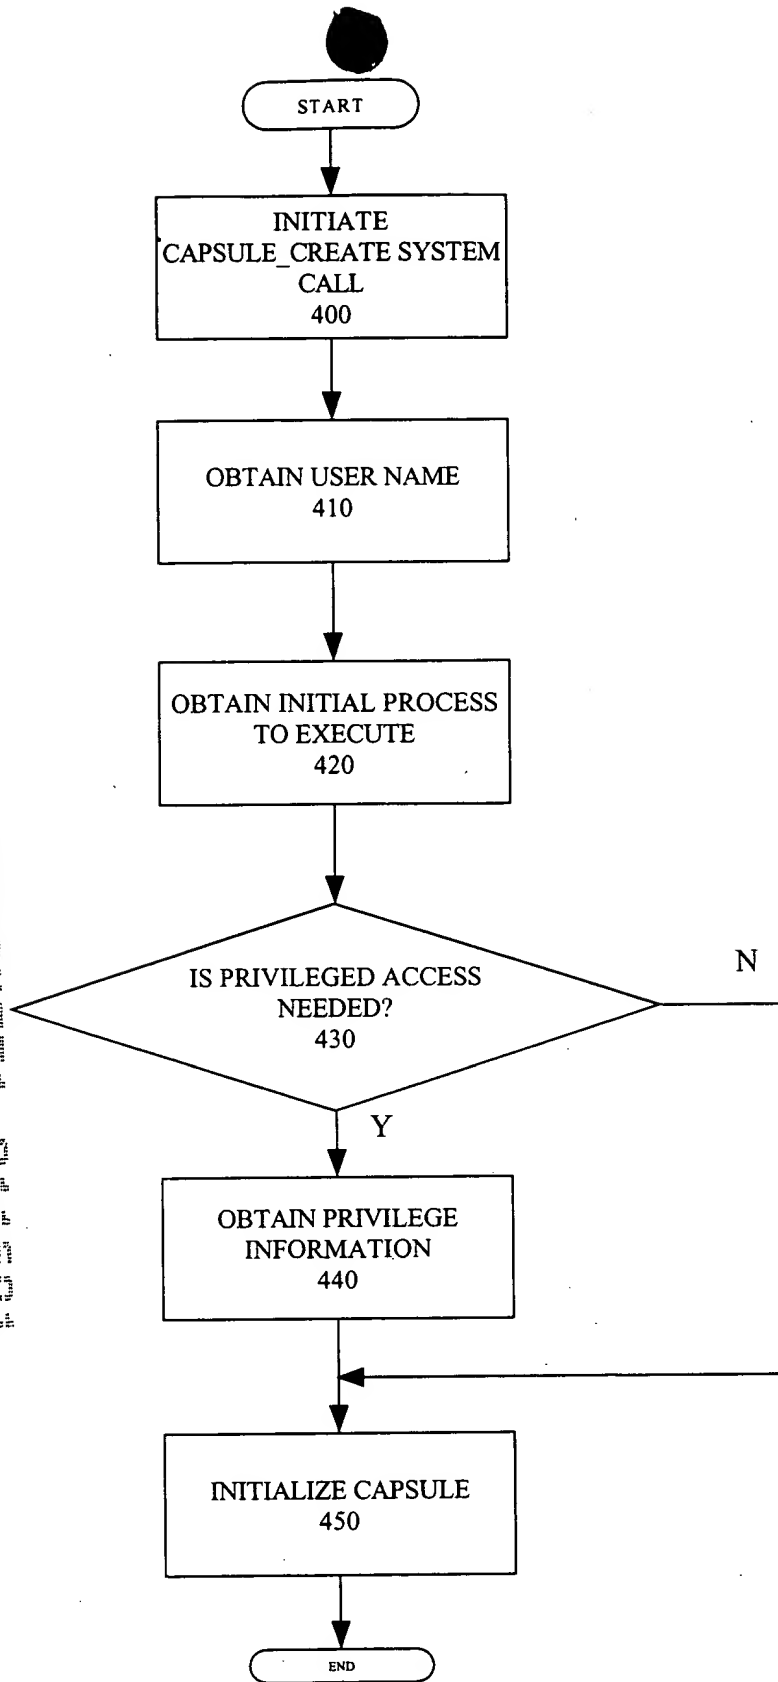 START
INITIATE
CAPSULE_CREATE SYSTEM
CALL
400
OBTAIN USER NAME
410
OBTAIN INITIAL PROCESS
TO EXECUTE
420
IS PRIVILEGED ACCESS
NEEDED?
430
N
Y
OBTAIN PRIVILEGE
INFORMATION
440
INITIALIZE CAPSULE
450
END